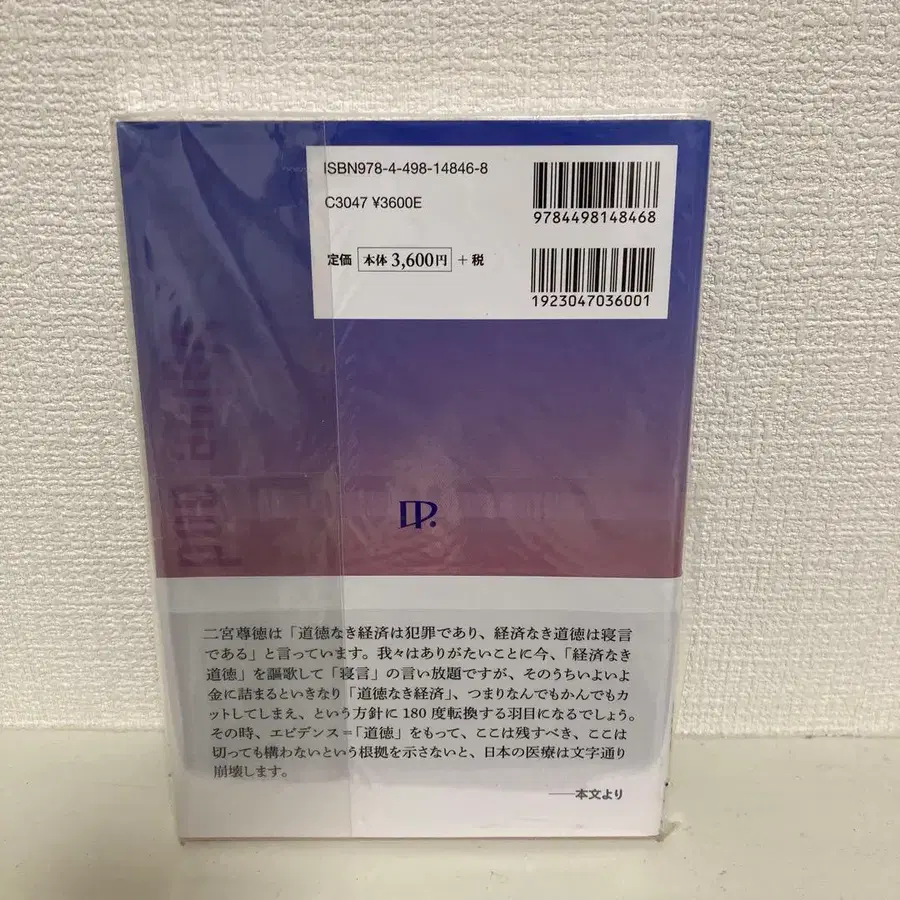 ISBN978-4-498-14846-8
C3047 ¥3600E
9784498148468
定価 本体 3,600円 + 税
1923047036001
二宮尊徳は「道徳なき経済は犯罪であり、経済なき道徳は寝言
である」と言っています。我々はありがたいことに今、「経済なき
道徳」を謳歌して「寝言」の言い放題ですが、そのうちいよいよ
金に詰まるといきなり「道徳なき経済」、つまりなんでもかんでもカ
ットしてしまえ、という方針に 180 度転換する羽目になるでしょう。
その時、エビデンス=「道徳」をもって、ここは残すべき、ここは
切っても構わないという根拠を示さないと、日本の医療は文字通り
崩壊します。
──本文より